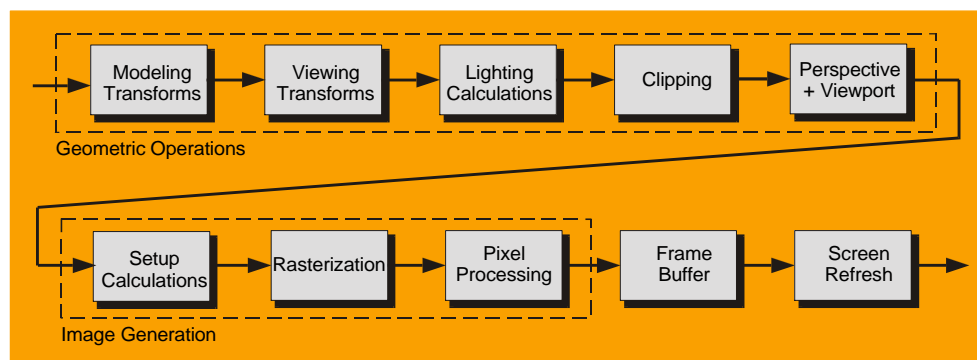 Modeling
Transforms
Viewing
Transforms
Lighting
Calculations
Clipping
Perspective
+ Viewport
Geometric Operations
Setup
Calculations
Rasterization
Pixel
Processing
Frame
Buffer
Screen
Refresh
Image Generation